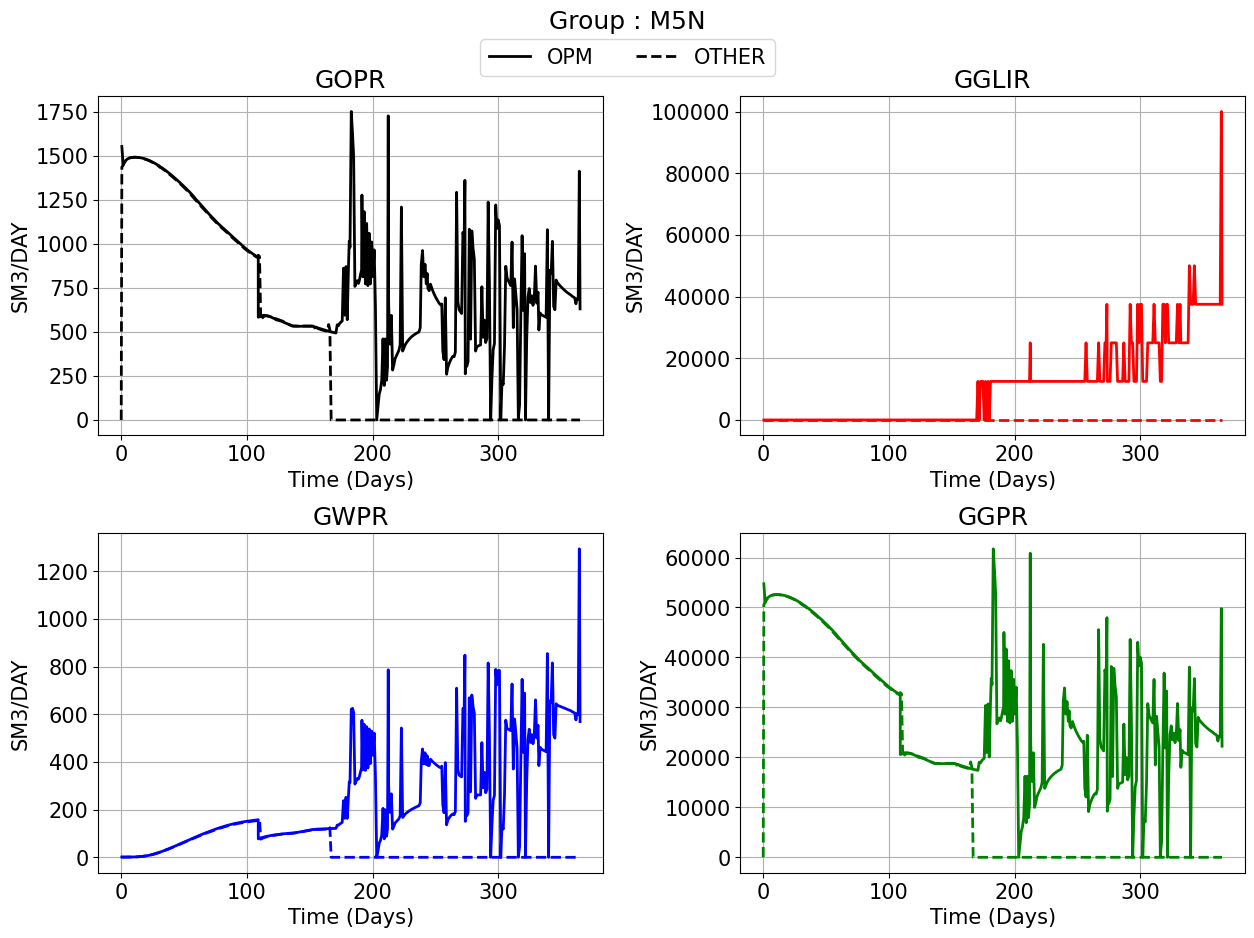 Group : M5N
OPM OTHER
GOPR
1750
1500
1250
1000
750
500
250
0
SM3/DAY
0 100 200 300
Time (Days)
GGLIR
100000
80000
60000
40000
20000
0
SM3/DAY
0 100 200 300
Time (Days)
GWPR
1200
1000
800
600
400
200
0
SM3/DAY
0 100 200 300
Time (Days)
GGPR
60000
50000
40000
30000
20000
10000
0
SM3/DAY
0 100 200 300
Time (Days)